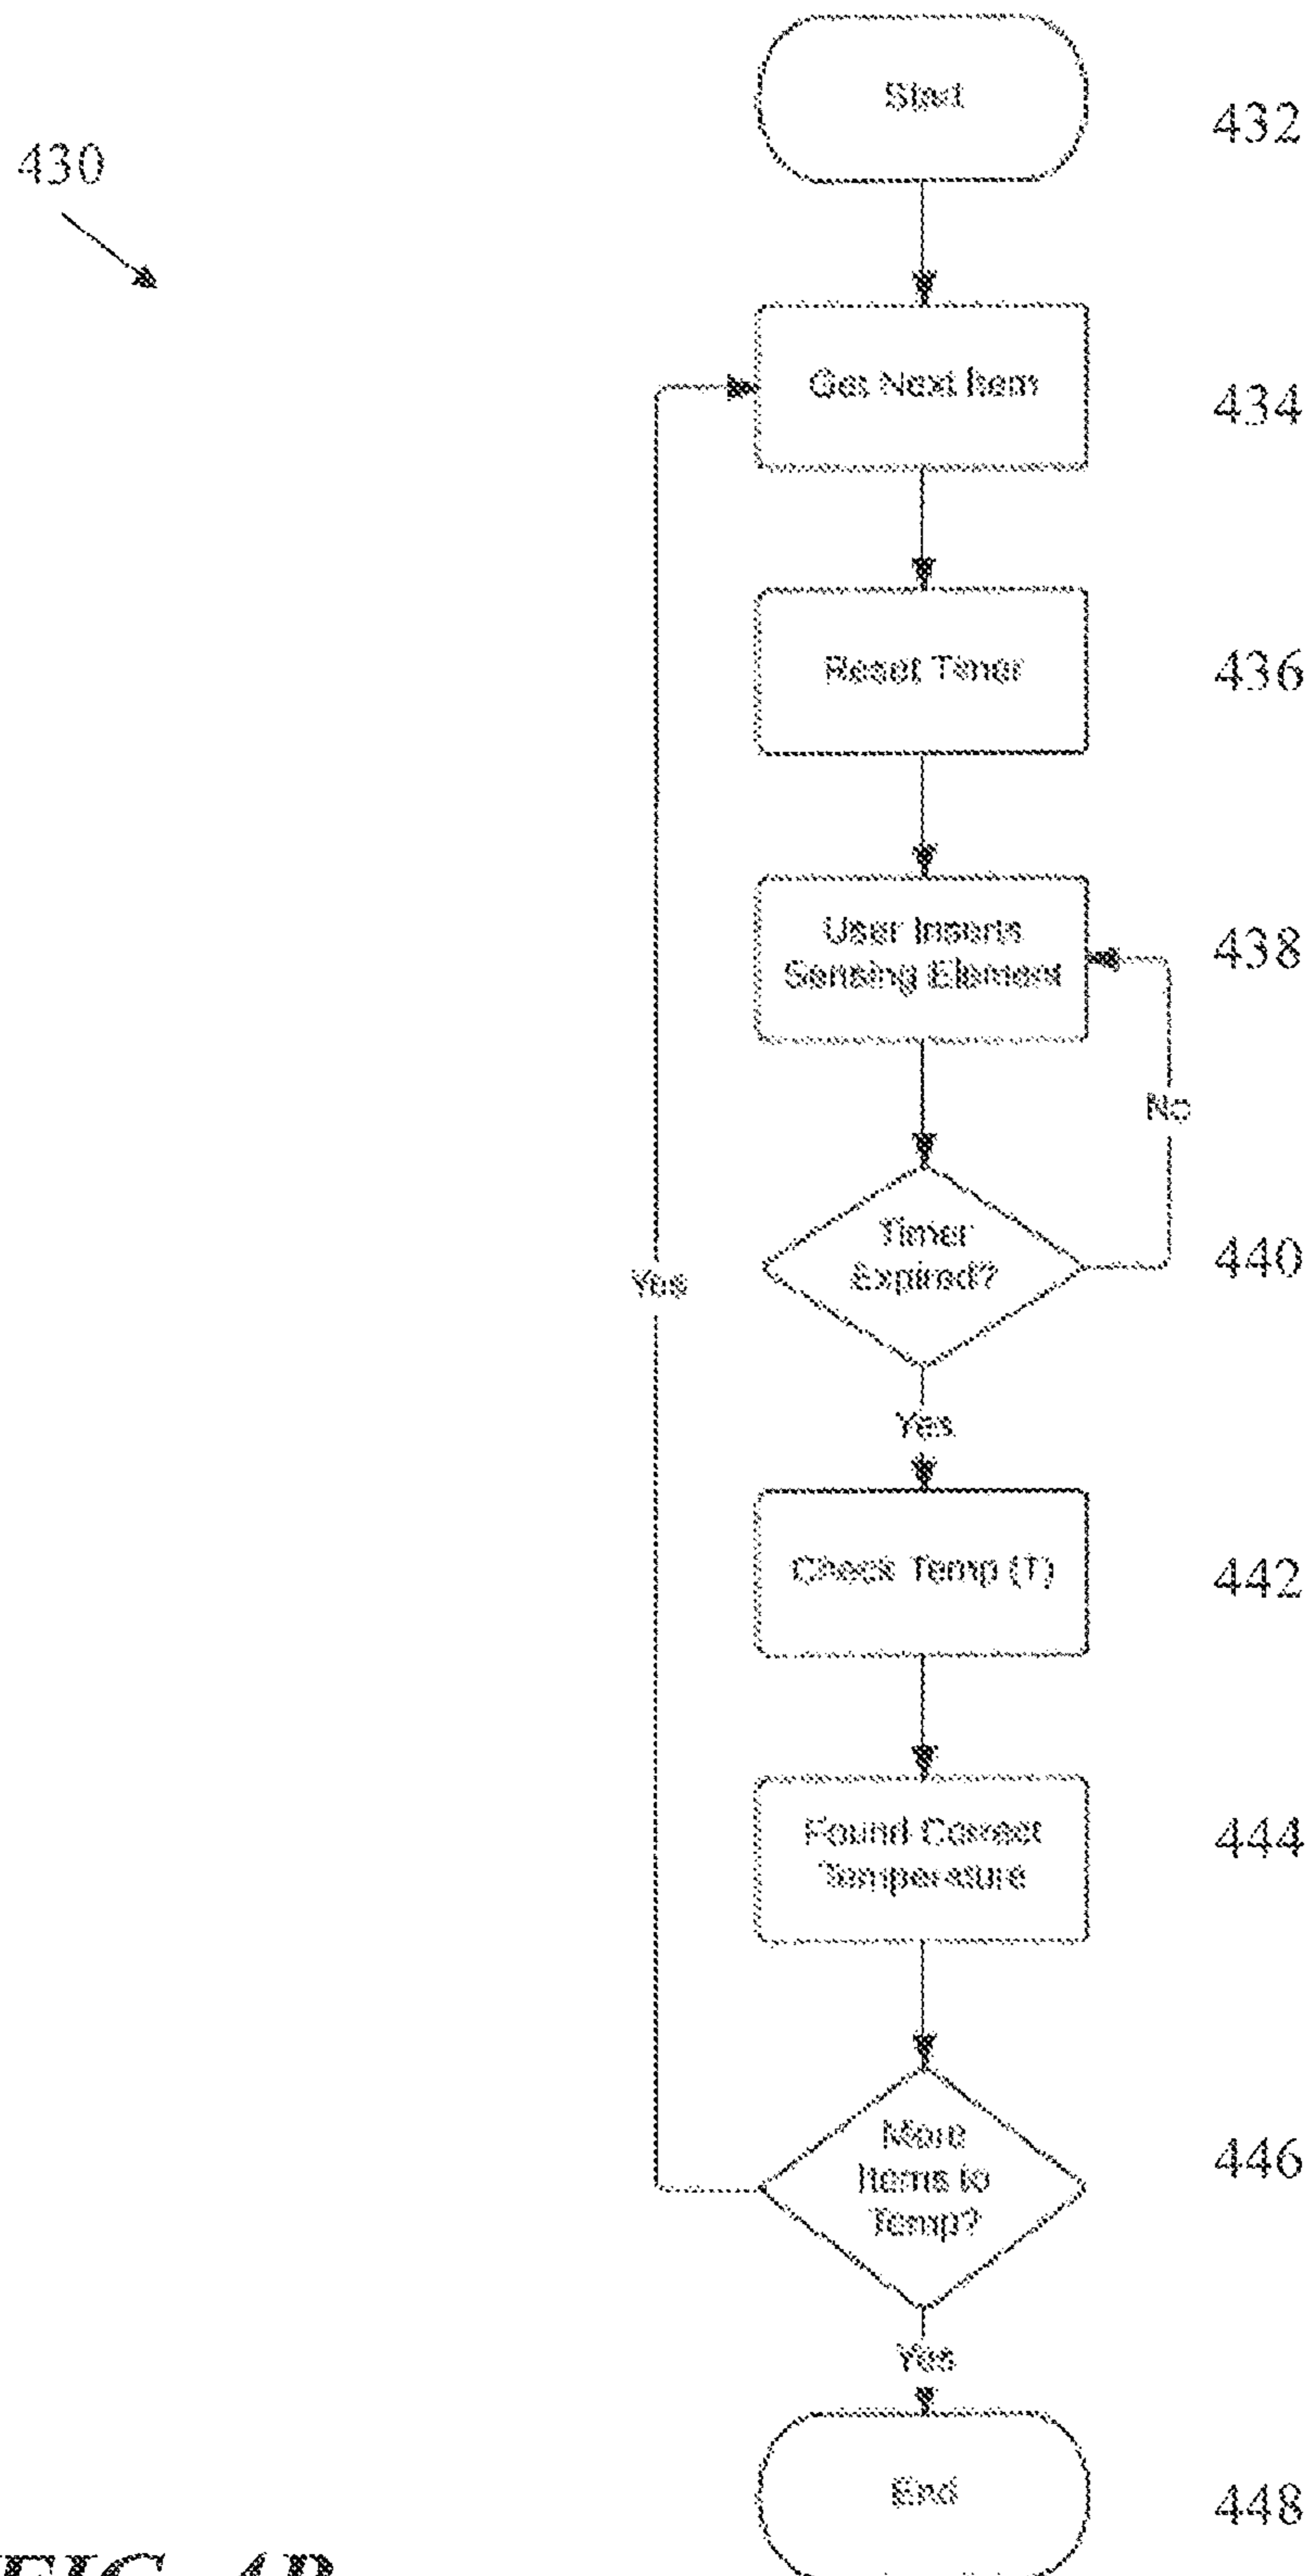 Start
432
430
Get Next Item
434
Reset Timer
436
User Inserts
Sensing Element
438
No
Timer
Expired?
440
Yes
Yes
Check Temp (T)
442
Found Correct
Temperature
444
More
Items to
Temp?
446
Yes
End
448
FIG. 4B